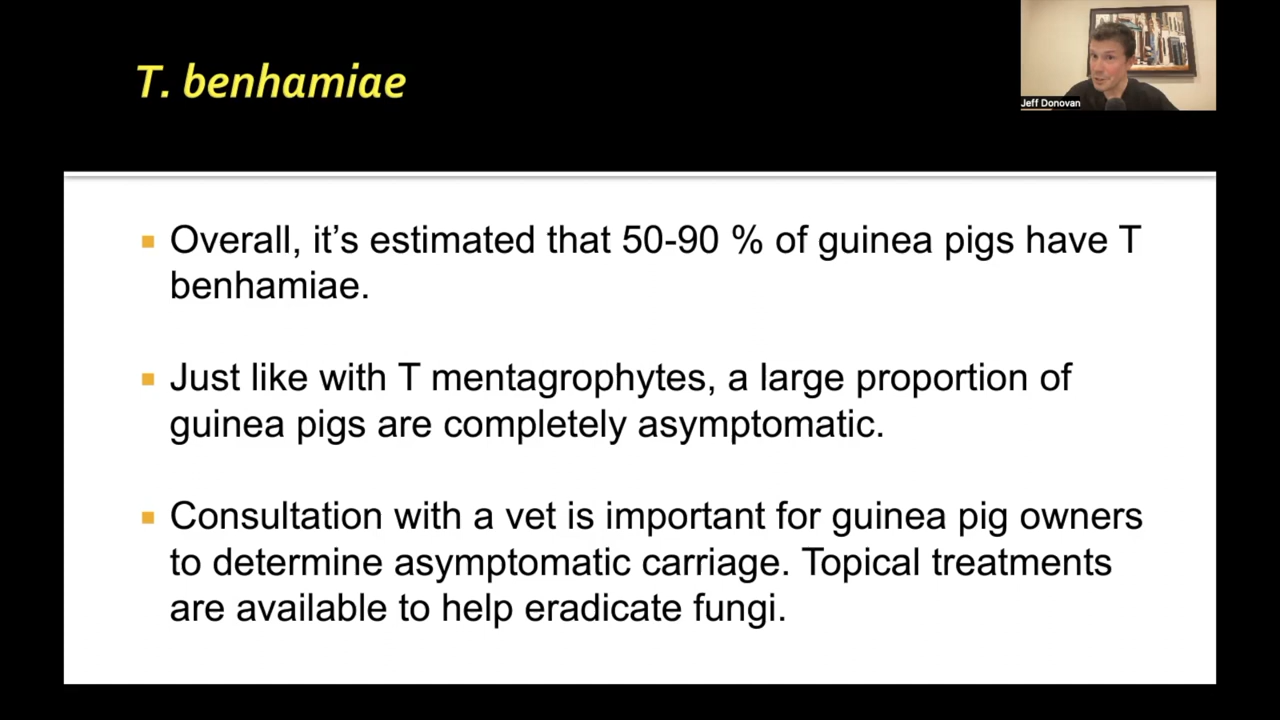 T. benhamiae
Jeff Donovan
Overall, it's estimated that 50-90 % of guinea pigs have T
benhamiae.
Just like with T mentagrophytes, a large proportion of
guinea pigs are completely asymptomatic.
Consultation with a vet is important for guinea pig owners
to determine asymptomatic carriage. Topical treatments
are available to help eradicate fungi.